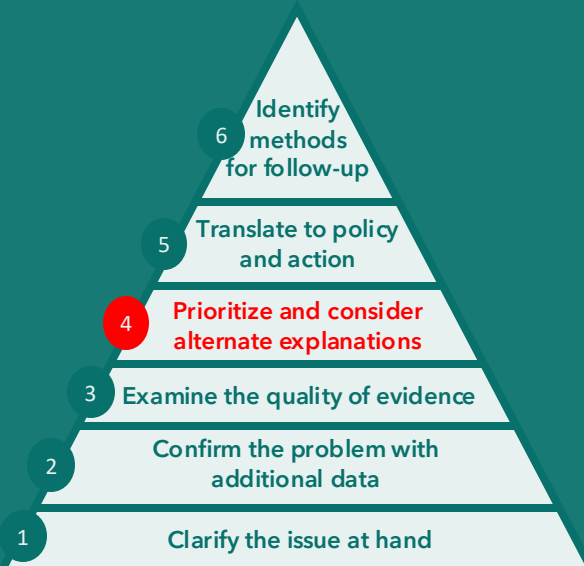 6
Identify
methods
for follow-up
5
Translate to policy
and action
4
Prioritize and consider
alternate explanations
3
Examine the quality of evidence
2
Confirm the problem with
additional data
1
Clarify the issue at hand